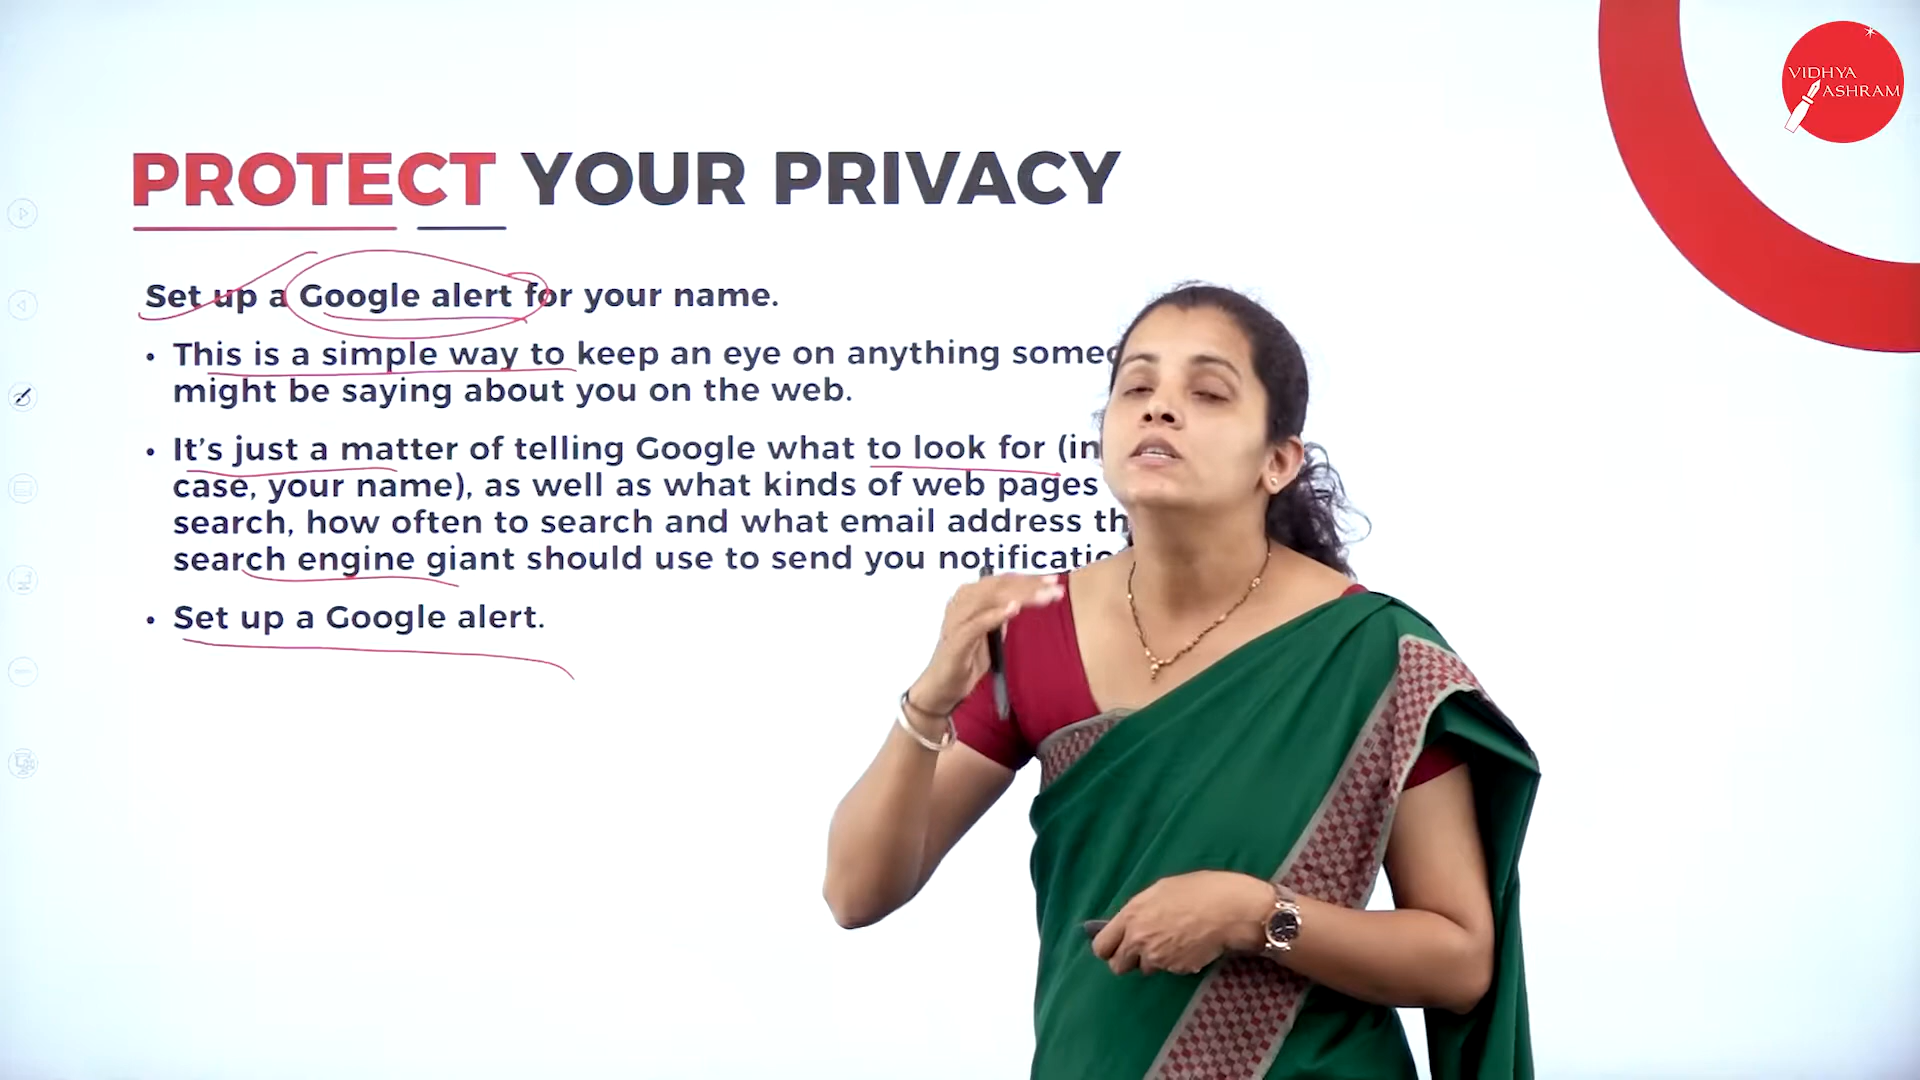 VIDHYA
ASHRAM
PROTECT YOUR PRIVACY
Set up a Google alert for your name.
• This is a simple way to keep an eye on anything
might be saying about you on the web.
• It's just a matter of telling Google what to look for (in
case, your name), as well as what kinds of web pages
search, how often to search and what email address
search engine giant should use to send you
• Set up a Google alert.